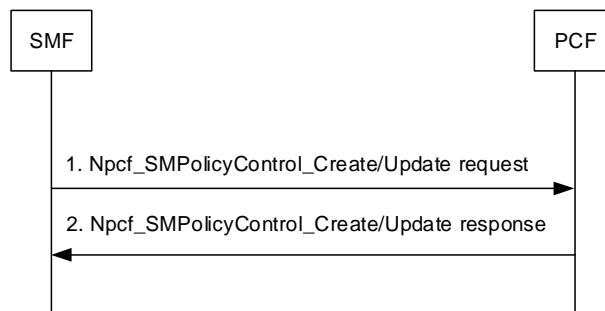 SMF
PCF
1. Npcf_SMPolicyControl_Create/Update request
2. Npcf_SMPolicyControl_Create/Update response